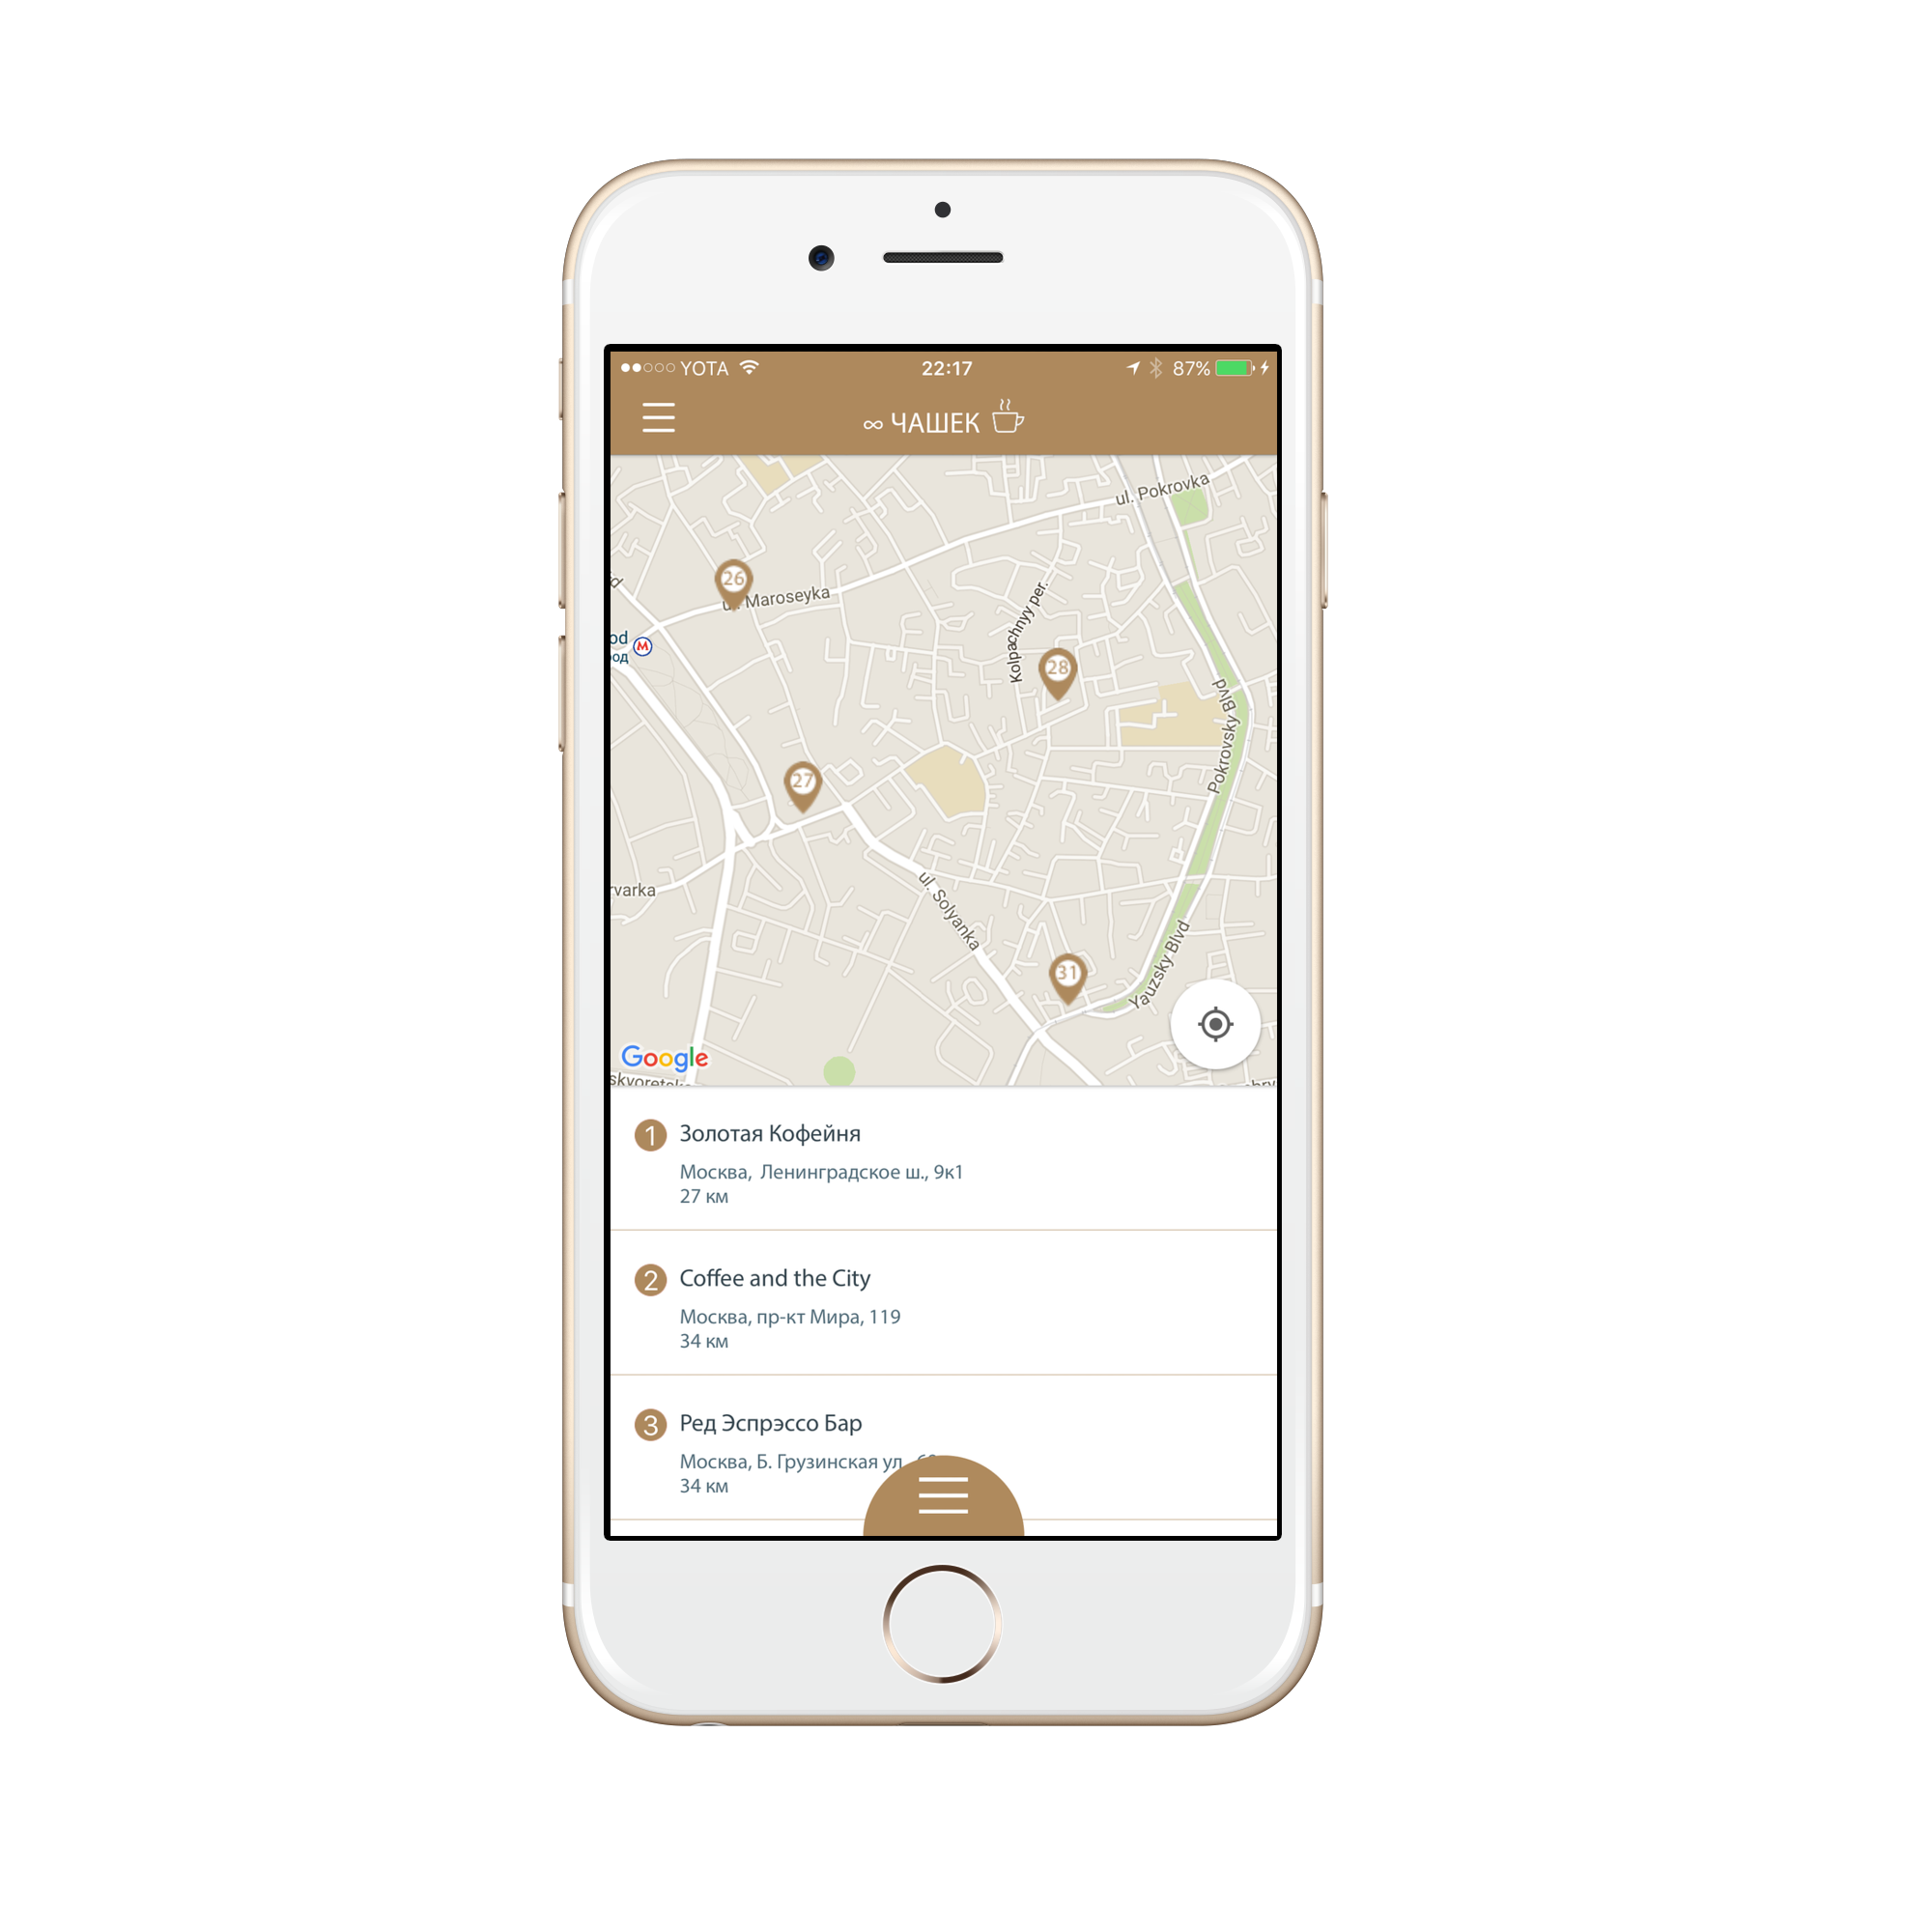 YOTA 22:17 87%
∞ ЧАШЕК
ul. Pokrovka
26
ul. Maroseyka
Kolpachnyy per.
од
M
28
Pokrovsky Blvd
27
ul. Solyanka
31
Yauzsky Blvd
Google
1 Золотая Кофейня
Москва, Ленинградское ш., 9к1
27 км
2 Coffee and the City
Москва, пр-кт Мира, 119
34 км
3 Ред Эспрэссо Бар
Москва, Б. Грузинская ул.
34 км